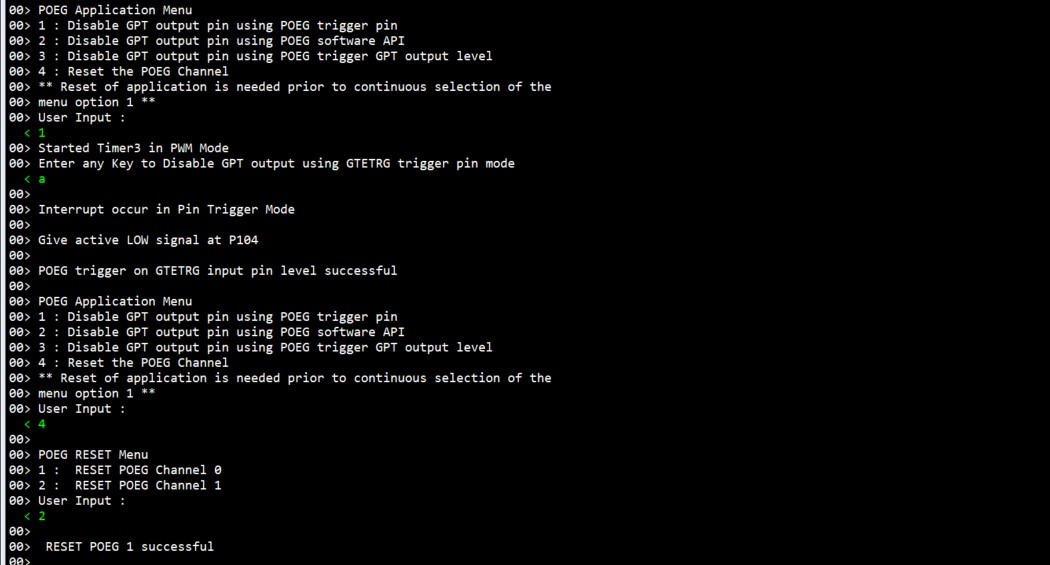 00> POEG Application Menu
00> 1 : Disable GPT output pin using POEG trigger pin
00> 2 : Disable GPT output pin using POEG software API
00> 3 : Disable GPT output pin using POEG trigger GPT output level
00> 4 : Reset the POEG Channel
00> ** Reset of application is needed prior to continuous selection of the
00> menu option 1 **
00> User Input :
< 1
00> Started Timer3 in PWM Mode
00> Enter any Key to Disable GPT output using GTETRG trigger pin mode
< a
00>
00> Interrupt occur in Pin Trigger Mode
00>
00> Give active LOW signal at P104
00>
00> POEG trigger on GTETRG input pin level successful
00>
00> POEG Application Menu
00> 1 : Disable GPT output pin using POEG trigger pin
00> 2 : Disable GPT output pin using POEG software API
00> 3 : Disable GPT output pin using POEG trigger GPT output level
00> 4 : Reset the POEG Channel
00> ** Reset of application is needed prior to continuous selection of the
00> menu option 1 **
00> User Input :
< 4
00>
00> POEG RESET Menu
00> 1 :  RESET POEG Channel 0
00> 2 :  RESET POEG Channel 1
00> User Input :
< 2
00>
00>  RESET POEG 1 successful
00>